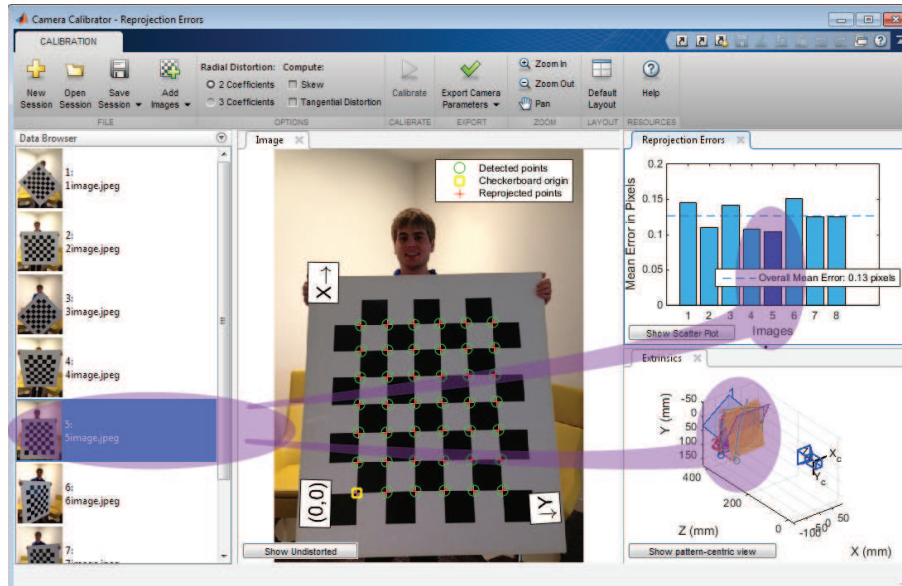 Camera Calibrator - Reprojection Errors
CALIBRATION
New Session
Open Session
Save Session
Add Images
FILE
Radial Distortion:
2 Coefficients
3 Coefficients
Compute:
Skew
Tangential Distortion
OPTIONS
Calibrate
CALIBRATE
Export Camera Parameters
EXPORT
Zoom In
Zoom Out
Pan
ZOOM
Default Layout
LAYOUT
Help
RESOURCES
Data Browser
1:
1image.jpeg
2:
2image.jpeg
3:
3image.jpeg
4:
4image.jpeg
5:
5image.jpeg
6:
6image.jpeg
7:
Image
Detected points
Checkerboard origin
Reprojected points
X→
(0,0)
→Y
Show Undistorted
Reprojection Errors
Mean Error in Pixels
0.2
0.15
0.1
0.05
0
Overall Mean Error: 0.13 pixels
1 2 3 4 5 6 7 8
Show Scatter Plot
Images
Extrinsics
Y (mm)
-50
0
50
100
150
400
200
0
Z (mm)
-100
-50
0
50
X (mm)
Xc
Yc
Show pattern-centric view